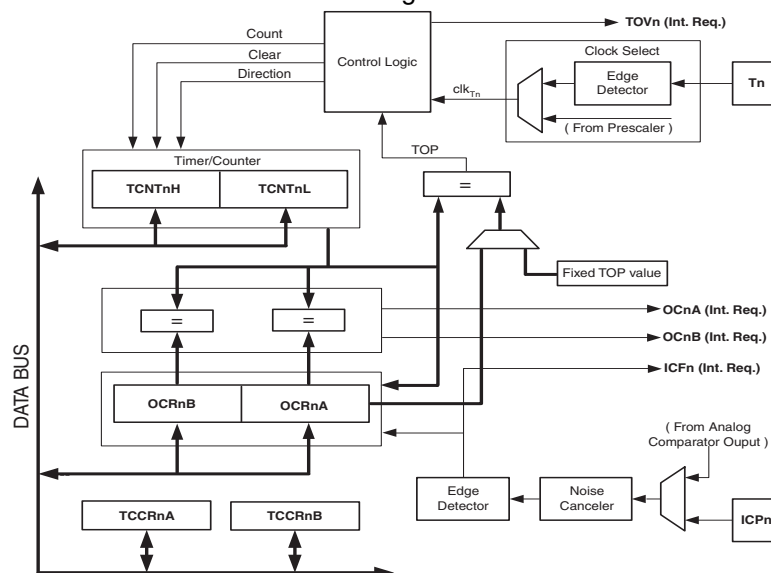 TOVn (Int. Req.)
Count
Clear
Direction
Control Logic
Clock Select
clkTn
Edge
Detector
Tn
( From Prescaler )
TOP
Timer/Counter
TCNTnH
TCNTnL
=
Fixed TOP value
=
=
OCnA (Int. Req.)
OCnB (Int. Req.)
ICFn (Int. Req.)
OCRnB
OCRnA
DATA BUS
( From Analog
Comparator Ouput )
Edge
Detector
Noise
Canceler
ICPn
TCCRnA
TCCRnB